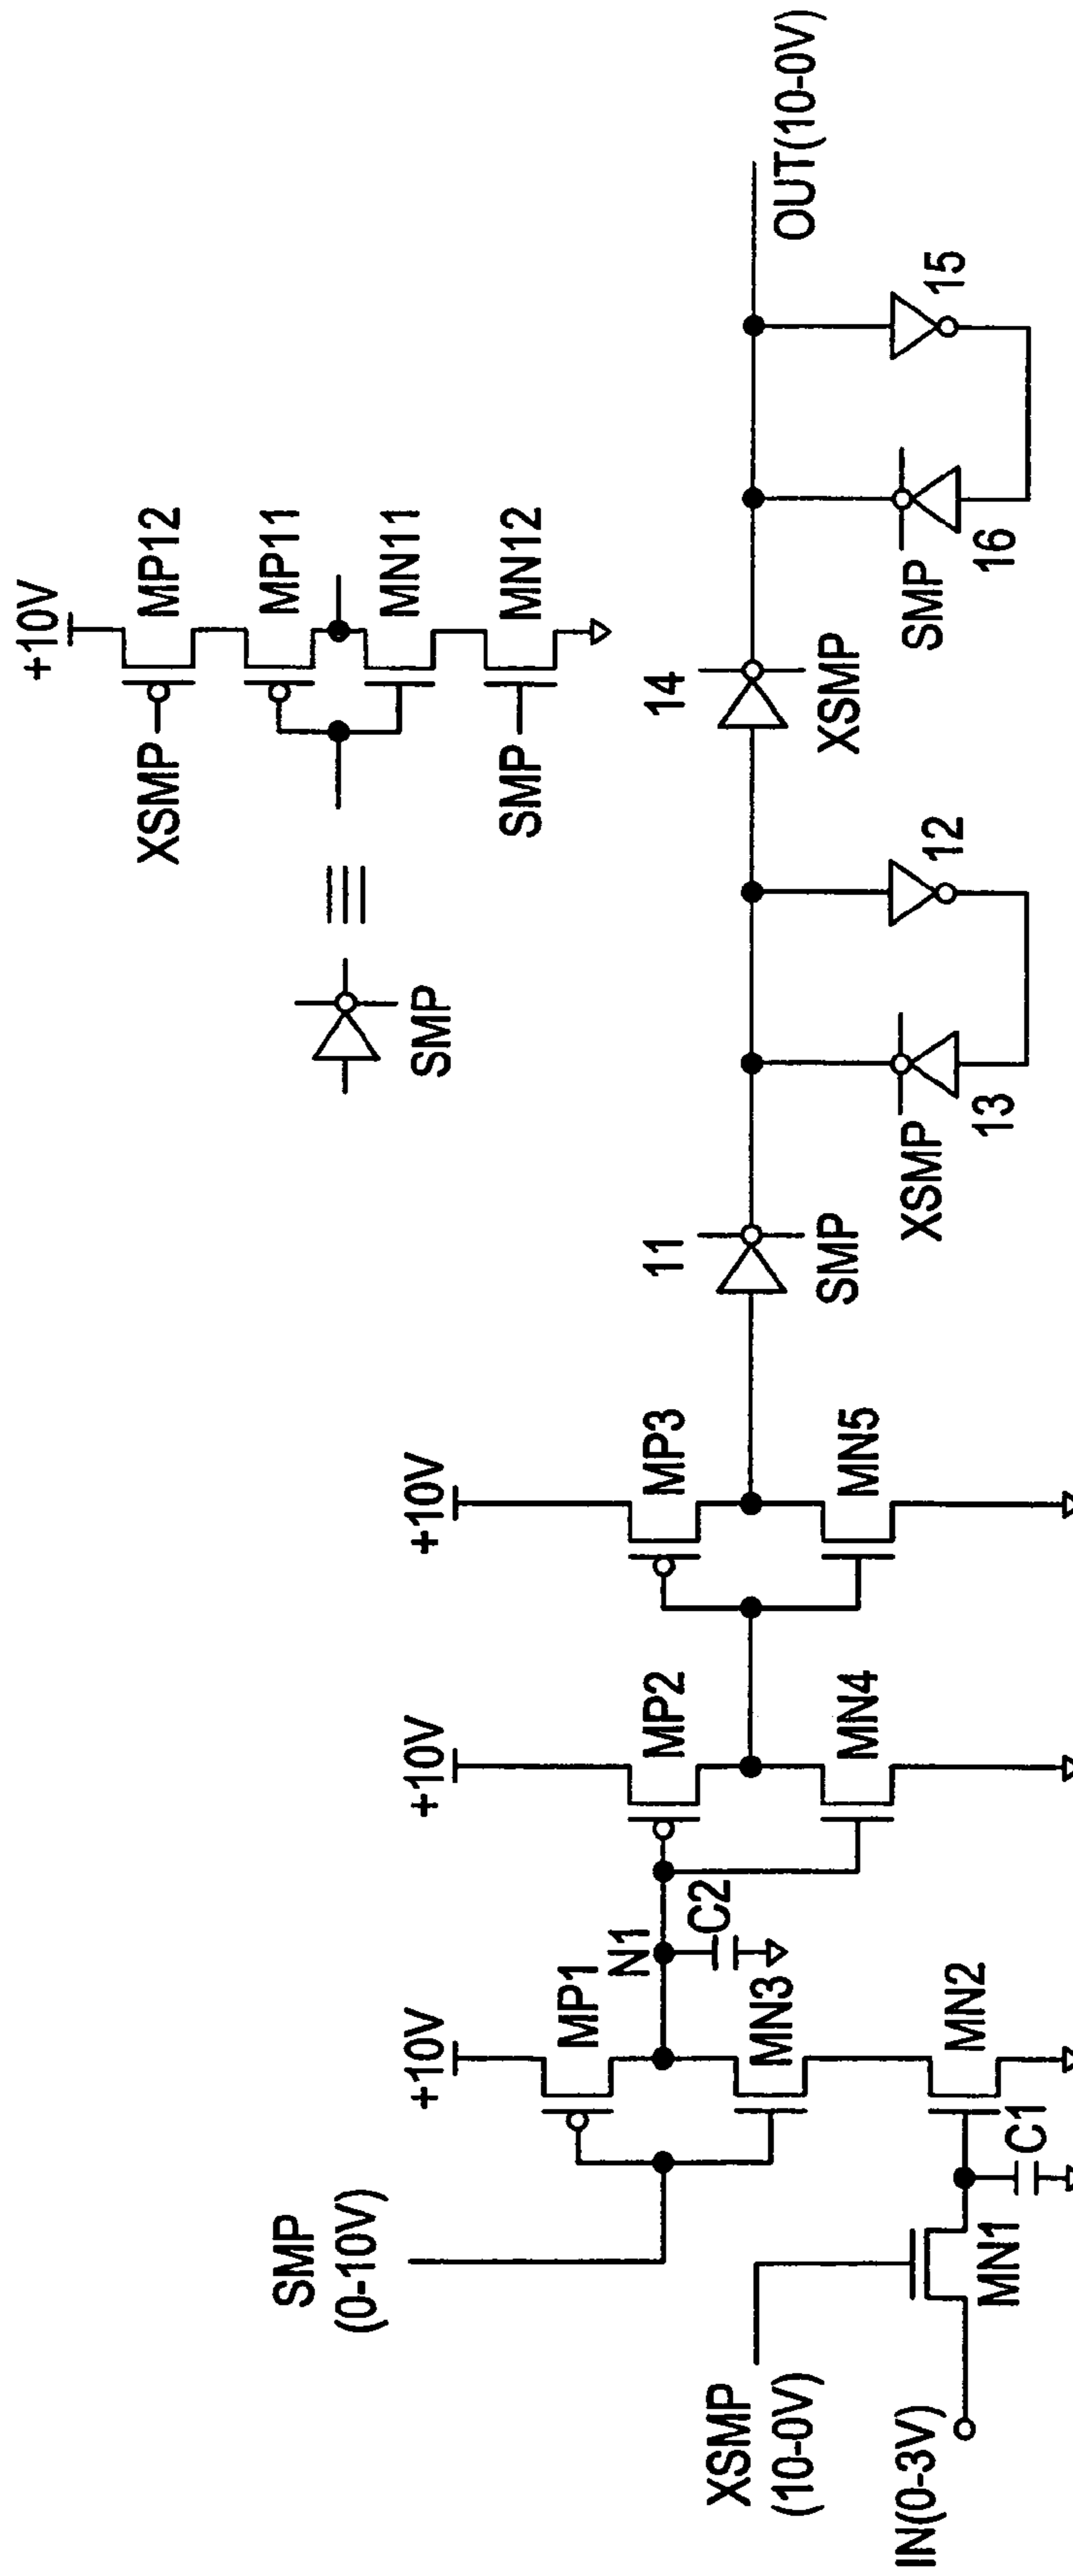 +10V
XSMP
MP12
MP11
MN11
SMP
MN12
SMP
SMP
(0-10V)
+10V
+10V
+10V
MP1
N1
C2
MP2
MP3
11
14
OUT(10-0V)
XSMP
(10-0V)
MN3
MN4
MN5
SMP
XSMP
IN(0-3V)
MN1
C1
MN2
XSMP
13
12
SMP
16
15